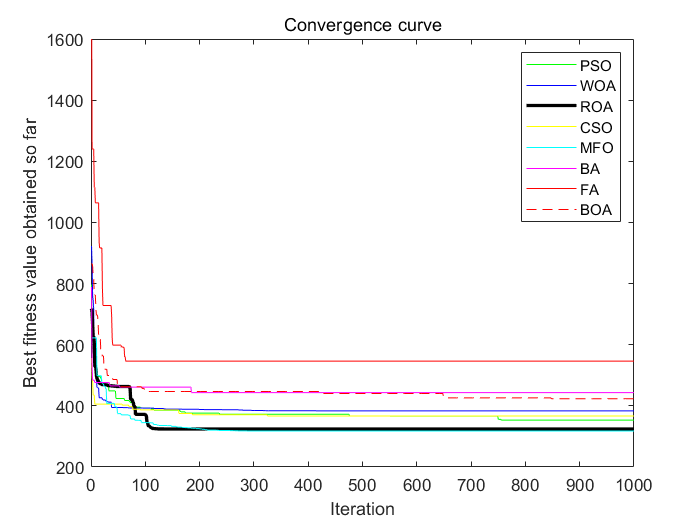 Convergence curve
Best fitness value obtained so far
1600
1400
1200
1000
800
600
400
200
PSO
WOA
ROA
CSO
MFO
BA
FA
BOA
0 100 200 300 400 500 600 700 800 900 1000
Iteration